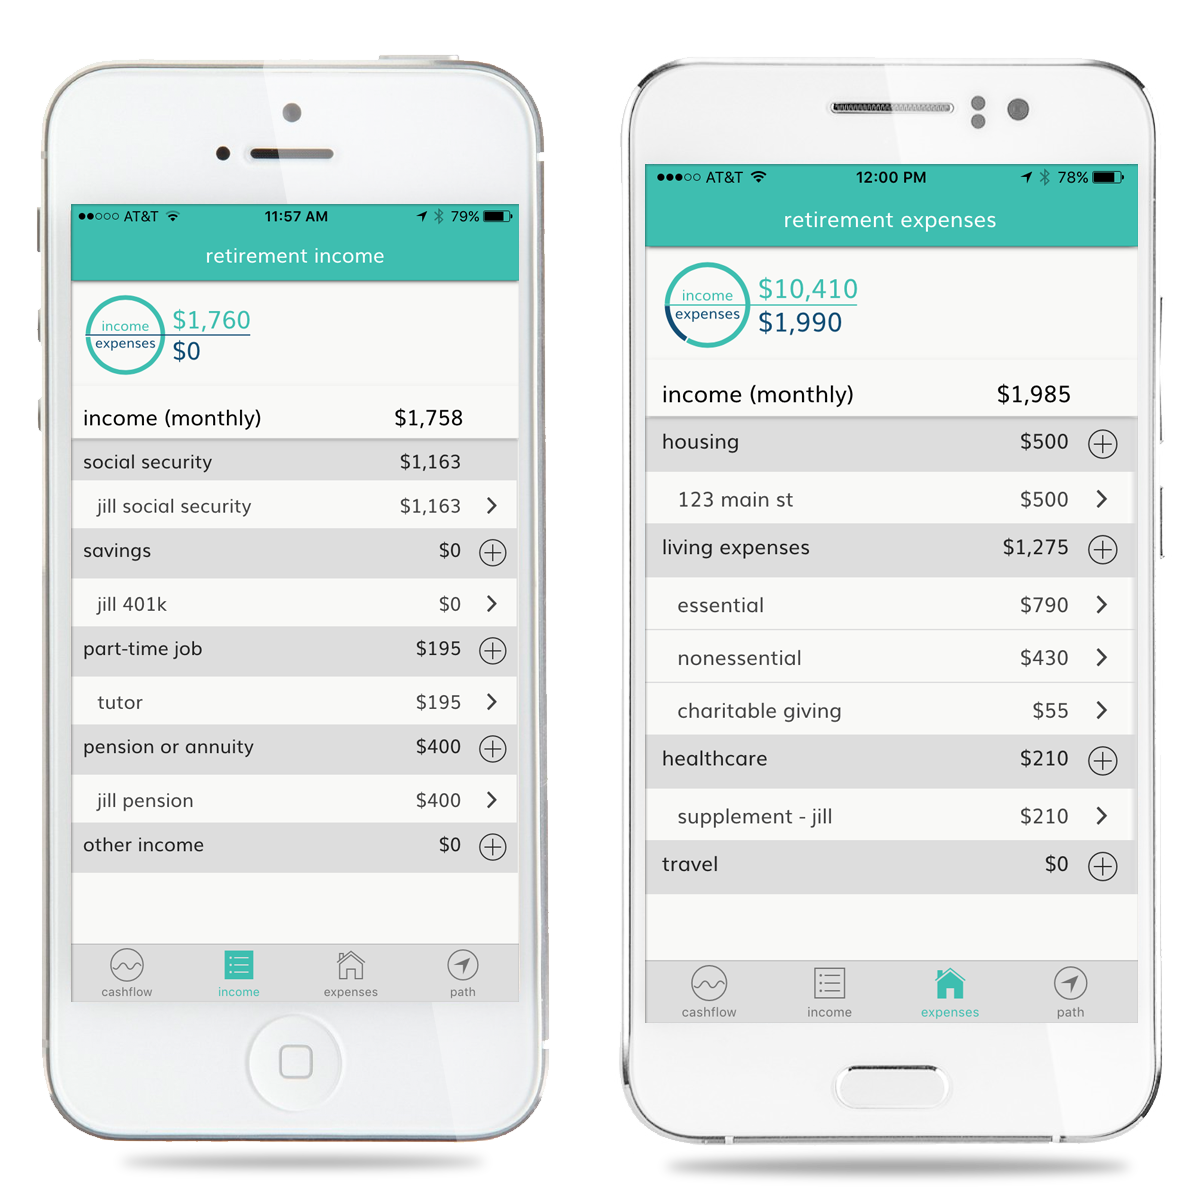 AT&T 11:57 AM 79%
retirement income
income $1,760
expenses $0
income (monthly) $1,758
social security $1,163
jill social security $1,163
savings $0
jill 401k $0
part-time job $195
tutor $195
pension or annuity $400
jill pension $400
other income $0
cashflow income expenses path
AT&T 12:00 PM 78%
retirement expenses
income $10,410
expenses $1,990
income (monthly) $1,985
housing $500
123 main st $500
living expenses $1,275
essential $790
nonessential $430
charitable giving $55
healthcare $210
supplement - jill $210
travel $0
cashflow income expenses path